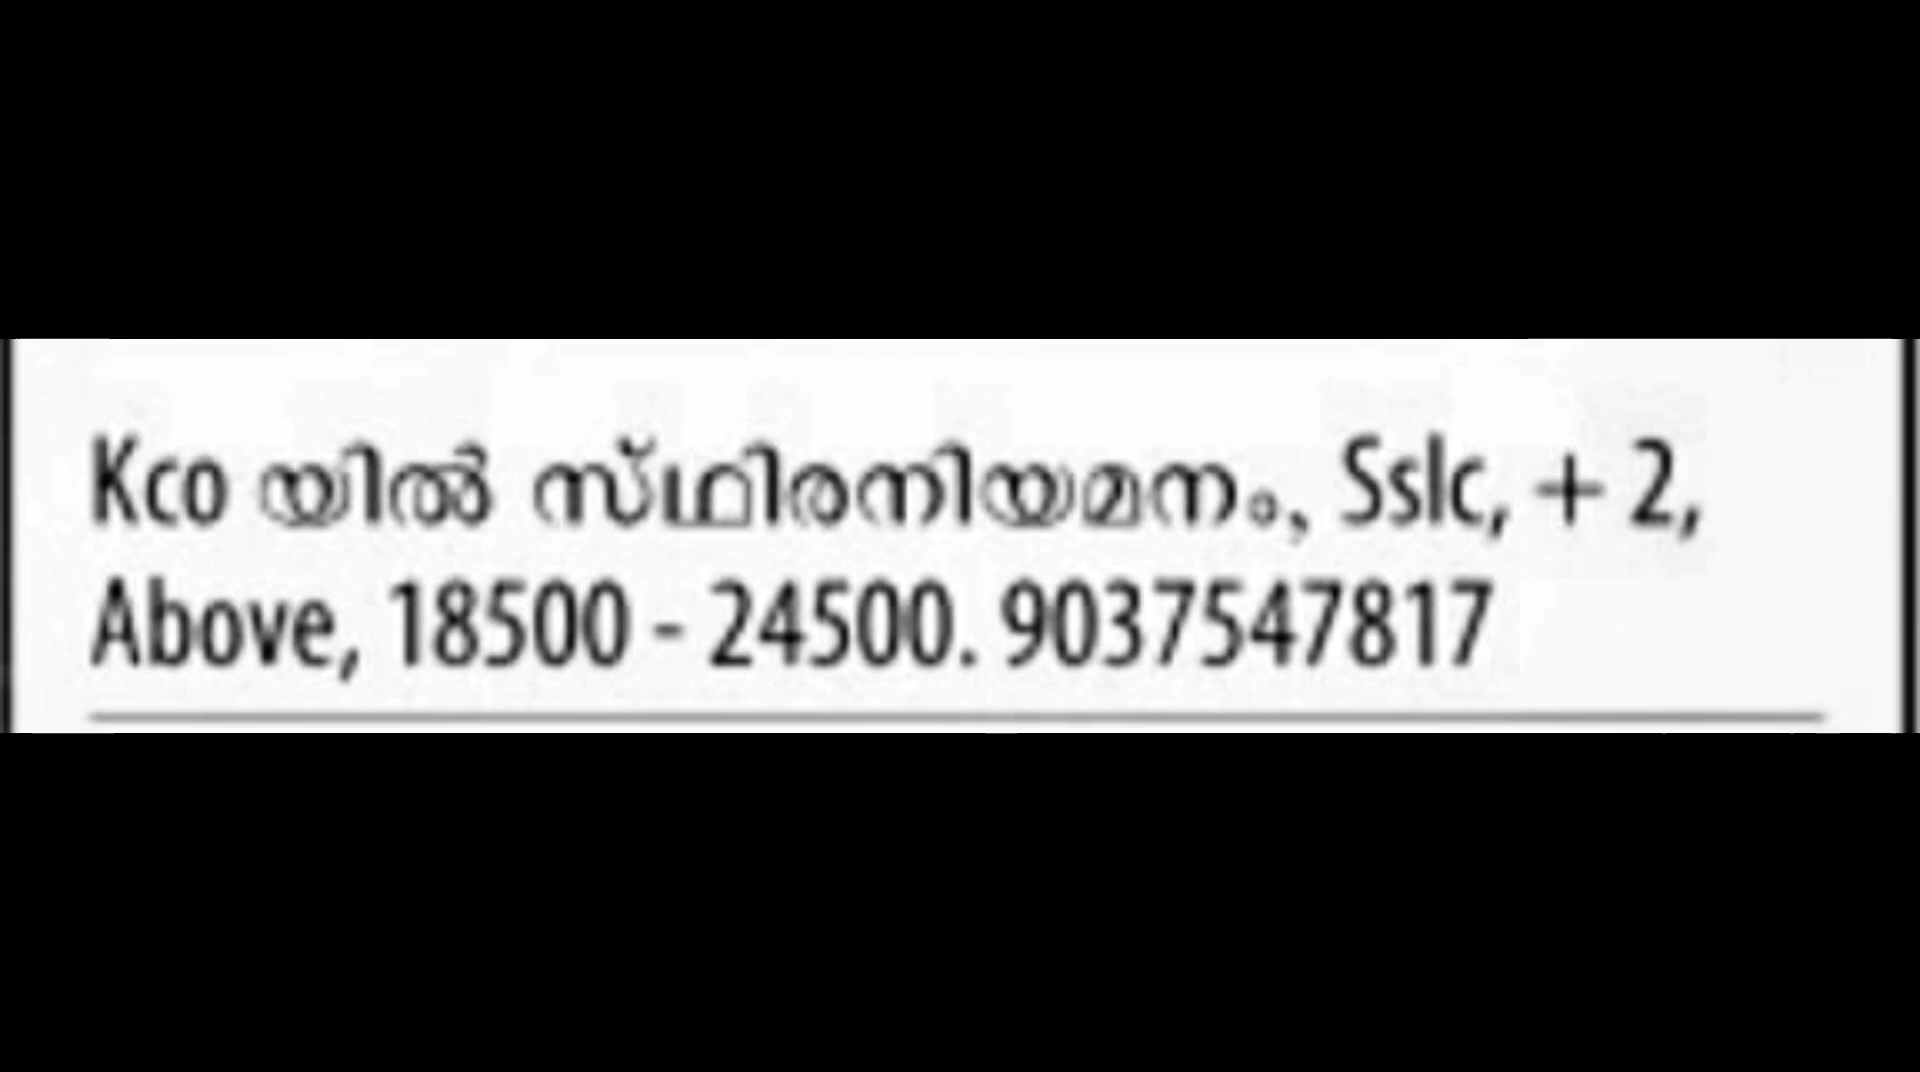 Kco യിൽ സ്ഥിരനിയമനം, Sslc, + 2,
Above, 18500 - 24500. 9037547817